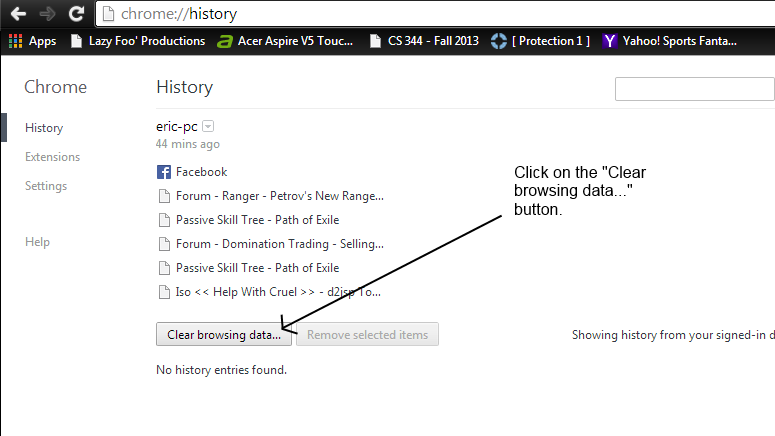 chrome://history
Apps Lazy Foo' Productions Acer Aspire V5 Touc... CS 344 - Fall 2013 [ Protection 1 ] Yahoo! Sports Fanta...
Chrome History
eric-pc
History
44 mins ago
Extensions
Facebook
Settings
Forum - Ranger - Petrov's New Range...
Passive Skill Tree - Path of Exile
Help
Forum - Domination Trading - Selling...
Passive Skill Tree - Path of Exile
Iso << Help With Cruel >> - d2jsp To...
Click on the "Clear
browsing data..."
button.
Clear browsing data... Remove selected items Showing history from your signed-in d
No history entries found.